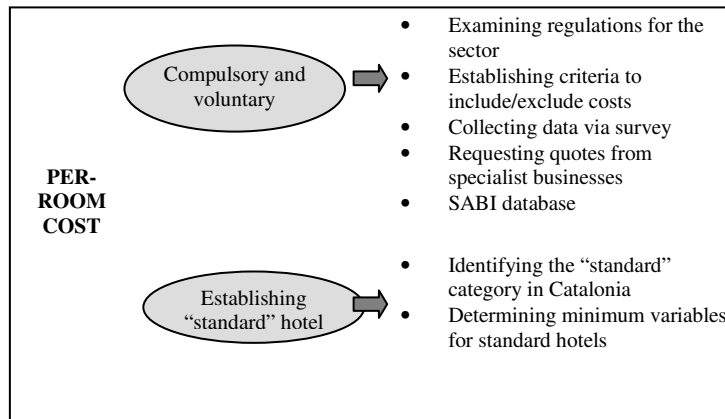 PER-
ROOM
COST
Compulsory and
voluntary
• Examining regulations for the
sector
• Establishing criteria to
include/exclude costs
• Collecting data via survey
• Requesting quotes from
specialist businesses
• SABI database
Establishing
“standard” hotel
• Identifying the “standard”
category in Catalonia
• Determining minimum variables
for standard hotels